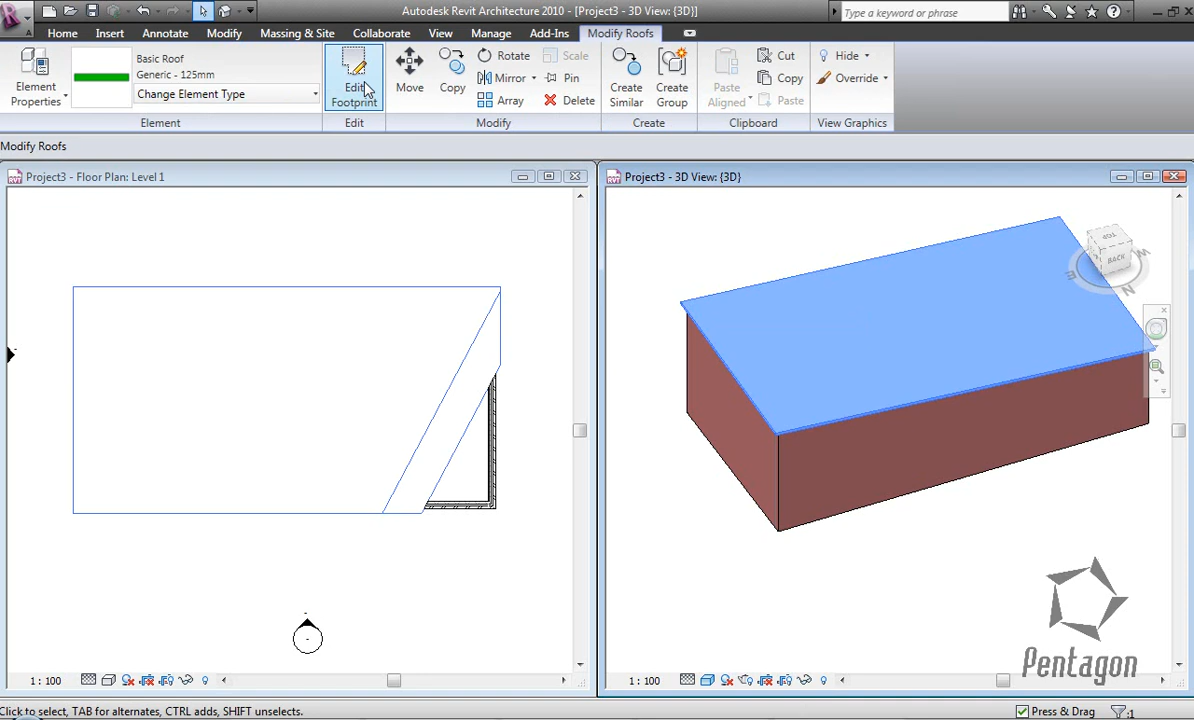 Autodesk Revit Architecture 2010 - [Project3 - 3D View: {3D}]
Type a keyword or phrase
Home Insert Annotate Modify Massing & Site Collaborate View Manage Add-Ins Modify Roofs
Element
Properties
Basic Roof
Generic - 125mm
Change Element Type
Edit
Footprint
Move
Copy
Rotate
Mirror
Array
Scale
Pin
Delete
Create
Similar
Create
Group
Paste
Aligned
Cut
Copy
Paste
Hide
Override
Element Edit Modify Create Clipboard View Graphics
Modify Roofs
Project3 - Floor Plan: Level 1
Project3 - 3D View: {3D}
TOP
BACK
E
N
W
Pentagon
1 : 100
1 : 100
Click to select, TAB for alternates, CTRL adds, SHIFT unselects.
Press & Drag
:1